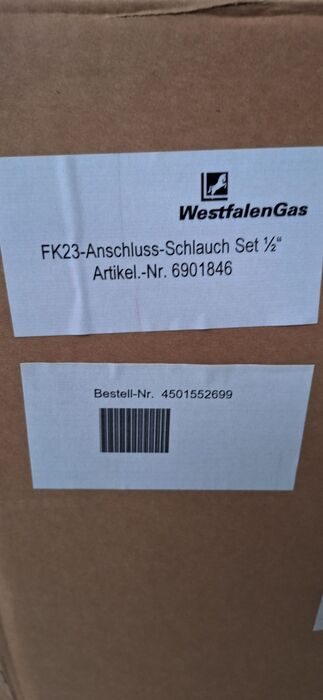 WestfalenGas
FK23-Anschluss-Schlauch Set ½“
Artikel.-Nr. 6901846
Bestell-Nr. 4501552699